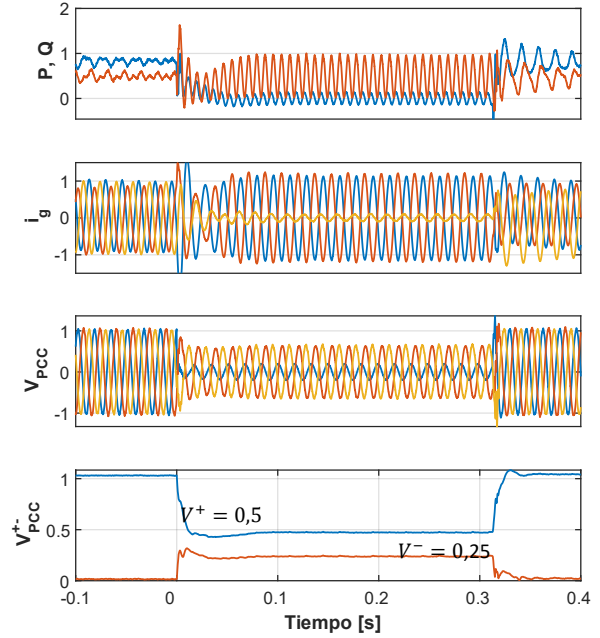 2
1
0
P, Q
1
0
-1
i_g
1
0
-1
V_PCC
1
0.5
0
V^+-_PCC
V⁺ = 0,5
V⁻ = 0,25
-0.1 0 0.1 0.2 0.3 0.4
Tiempo [s]